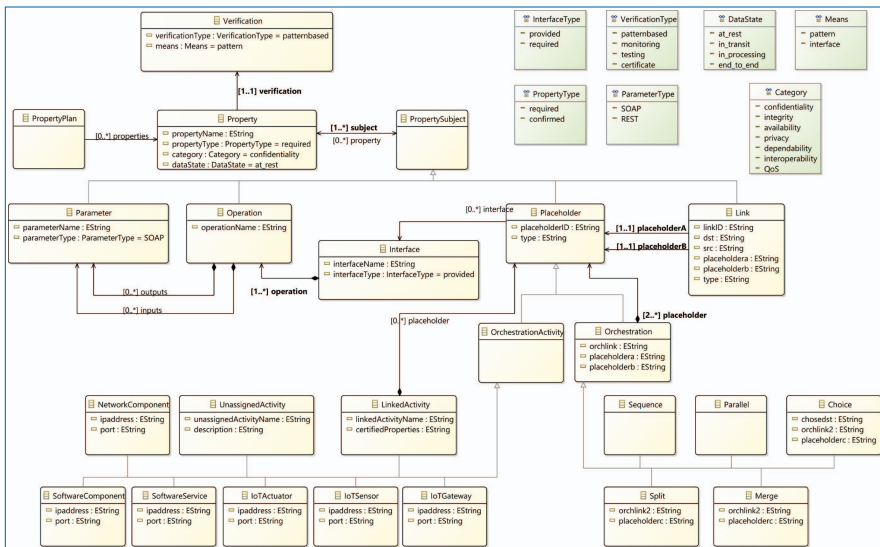 Verification
verificationType : VerificationType = patternbased
means : Means = pattern
InterfaceType
provided
required
VerificationType
patternbased
monitoring
testing
certificate
DataState
at_rest
in_transit
in_processing
end_to_end
Means
pattern
interface
[1..1] verification
PropertyType
required
confirmed
ParameterType
SOAP
REST
Category
confidentiality
integrity
availability
privacy
dependability
interoperability
QoS
PropertyPlan
[0..*] properties
Property
propertyName : EString
propertyType : PropertyType = required
category : Category = confidentiality
dataState : DataState = at_rest
[1..*] subject
[0..*] property
PropertySubject
Parameter
parameterName : EString
parameterType : ParameterType = SOAP
Operation
operationName : EString
[0..*] interface
Placeholder
placeholderID : EString
type : EString
[1..1] placeholderA
[1..1] placeholderB
Link
linkID : EString
dst : EString
src : EString
placeholdera : EString
placeholderb : EString
type : EString
Interface
interfaceName : EString
interfaceType : InterfaceType = provided
[0..*] outputs
[0..*] inputs
[1..*] operation
[0..*] placeholder
[2..*] placeholder
OrchestrationActivity
Orchestration
orchlink : EString
placeholdera : EString
placeholderb : EString
NetworkComponent
ipaddress : EString
port : EString
UnassignedActivity
unassignedActivityName : EString
description : EString
LinkedActivity
linkedActivityName : EString
certifiedProperties : EString
Sequence
Parallel
Choice
chosedst : EString
orchlink2 : EString
placeholderc : EString
SoftwareComponent
ipaddress : EString
port : EString
SoftwareService
ipaddress : EString
port : EString
IoTActuator
ipaddress : EString
port : EString
IoTSensor
ipaddress : EString
port : EString
IoTGateway
ipaddress : EString
port : EString
Split
orchlink2 : EString
placeholderc : EString
Merge
orchlink2 : EString
placeholderc : EString